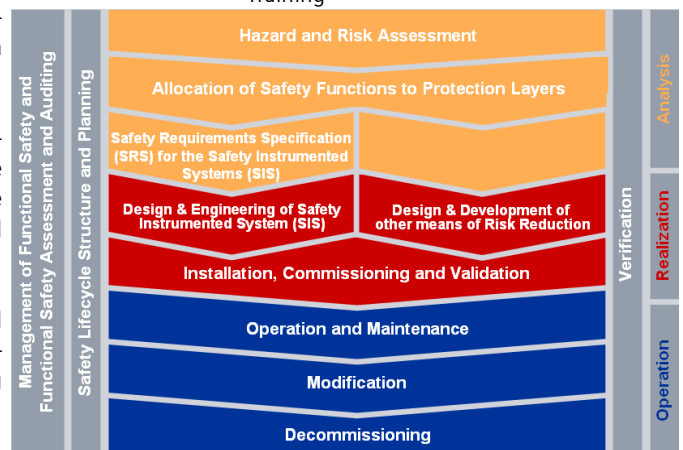 Hazard and Risk Assessment
Allocation of Safety Functions to Protection Layers
Safety Requirements Specification
(SRS) for the Safety Instrumented
Systems (SIS)
Design & Engineering of Safety
Instrumented System (SIS)
Design & Development of
other means of Risk Reduction
Installation, Commissioning and Validation
Operation and Maintenance
Modification
Decommissioning
Management of Functional Safety and
Functional Safety Assessment and Auditing
Safety Lifecycle Structure and Planning
Verification
Analysis
Realization
Operation